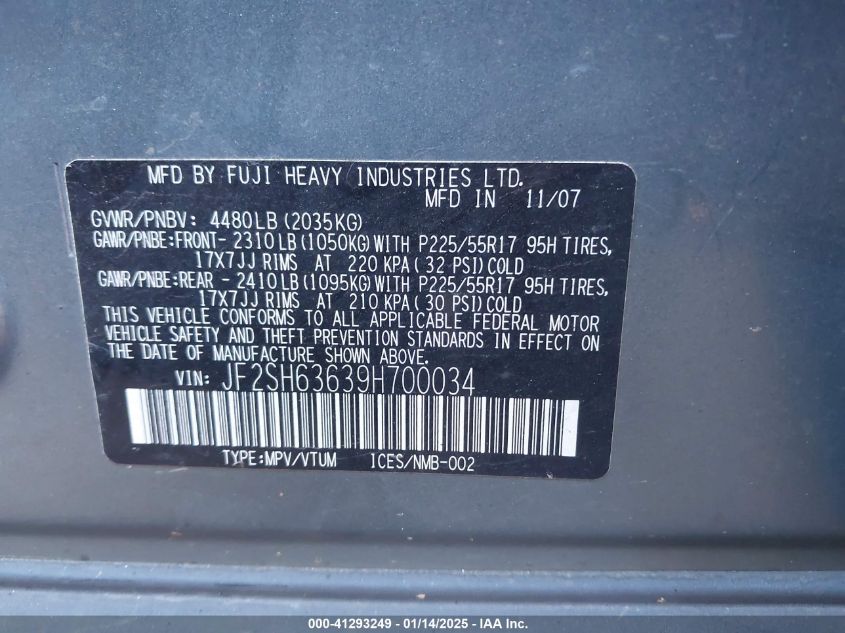 MFD BY FUJI HEAVY INDUSTRIES LTD.
MFD IN 11/07
GVWR/PNBV: 4480LB (2035KG)
GAWR/PNBE:FRONT- 2310LB (1050KG) WITH P225/55R17 95H TIRES,
17X7JJ RIMS AT 220 KPA (32 PSI) COLD
GAWR/PNBE:REAR - 2410LB (1095KG) WITH P225/55R17 95H TIRES,
17X7JJ RIMS AT 210 KPA (30 PSI) COLD
THIS VEHICLE CONFORMS TO ALL APPLICABLE FEDERAL MOTOR
VEHICLE SAFETY AND THEFT PREVENTION STANDARDS IN EFFECT ON
THE DATE OF MANUFACTURE SHOWN ABOVE.
VIN: JF2SH63639H700034
TYPE:MPV/VTUM ICES/NMB-002
000-41293249 - 01/14/2025 - IAA Inc.